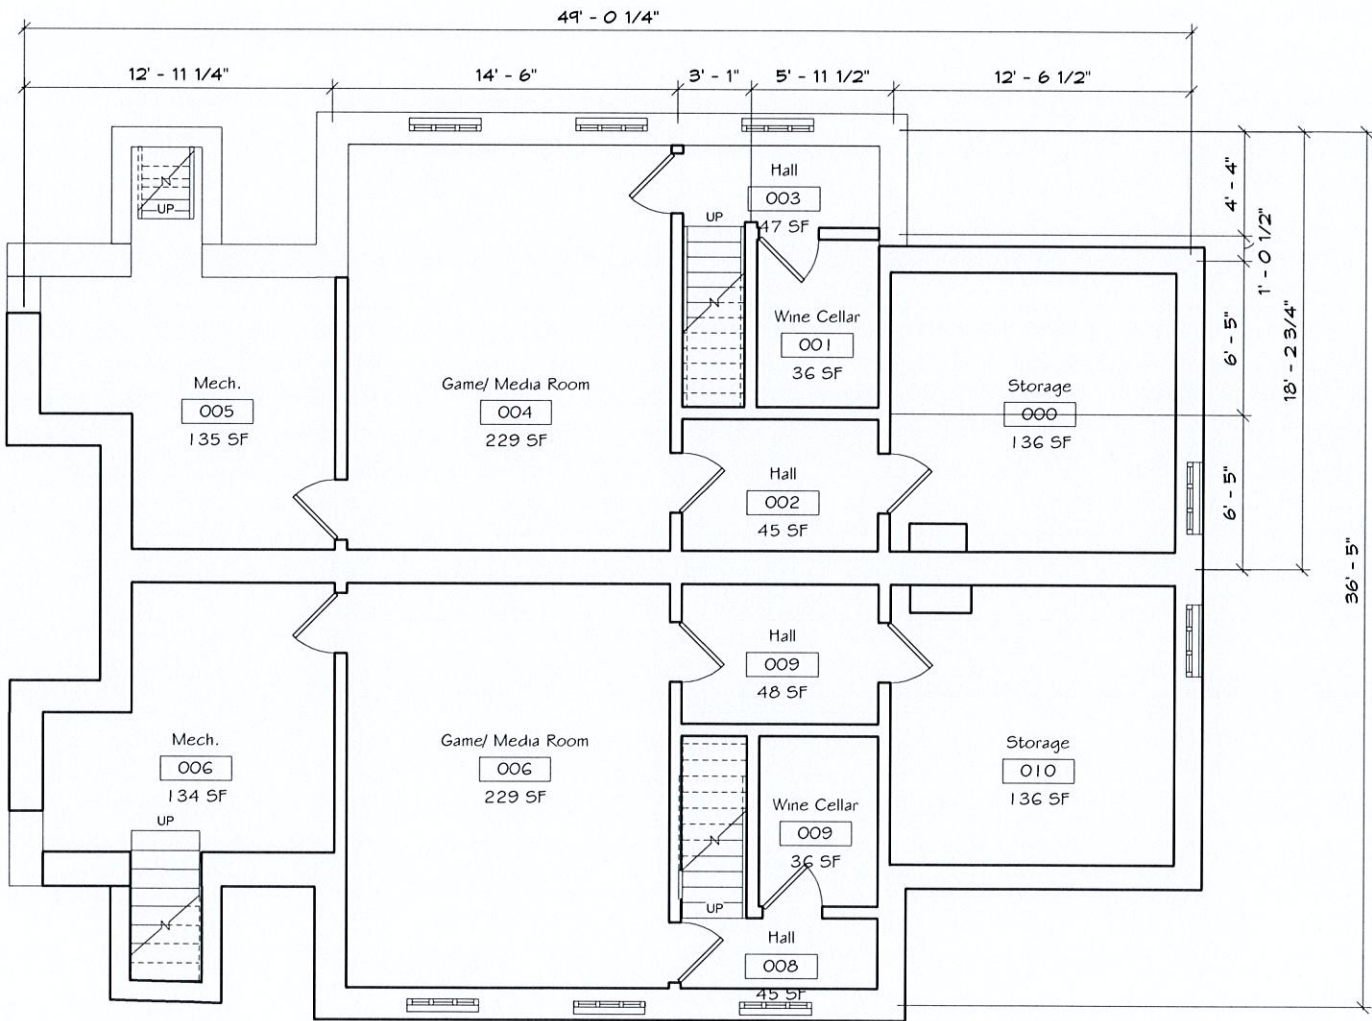 49' - 0 1/4"
12' - 11 1/4"
14' - 6"
3' - 1"
5' - 11 1/2"
12' - 6 1/2"
4' - 4"
1' - 0 1/2"
6' - 5"
18' - 2 3/4"
6' - 5"
36' - 5"
UP
Hall
003
47 SF
UP
Wine Cellar
001
36 SF
Mech.
005
135 SF
Game/ Media Room
004
229 SF
Storage
000
136 SF
Hall
002
45 SF
Hall
009
48 SF
Mech.
006
134 SF
UP
Game/ Media Room
006
229 SF
Storage
010
136 SF
Wine Cellar
009
36 SF
UP
Hall
008
45 SF